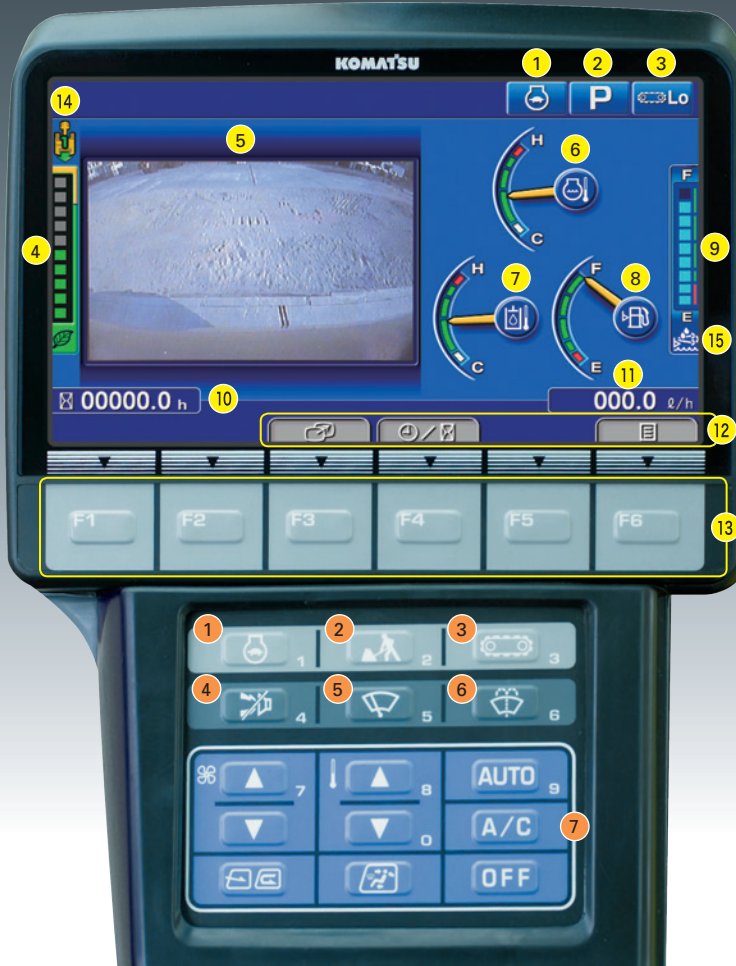 KOMATSU
1 2 3
P Lo
14
5
H
6
F
4
9
C
H
7
F
8
E
15
C
E
11
00000.0 h
10
000.0 ℓ/h
12
F1 F2 F3 F4 F5 F6
13
1 1 2 2 3 3
4 4 5 5 6 6
7 8 AUTO 9
0 A/C 7
OFF